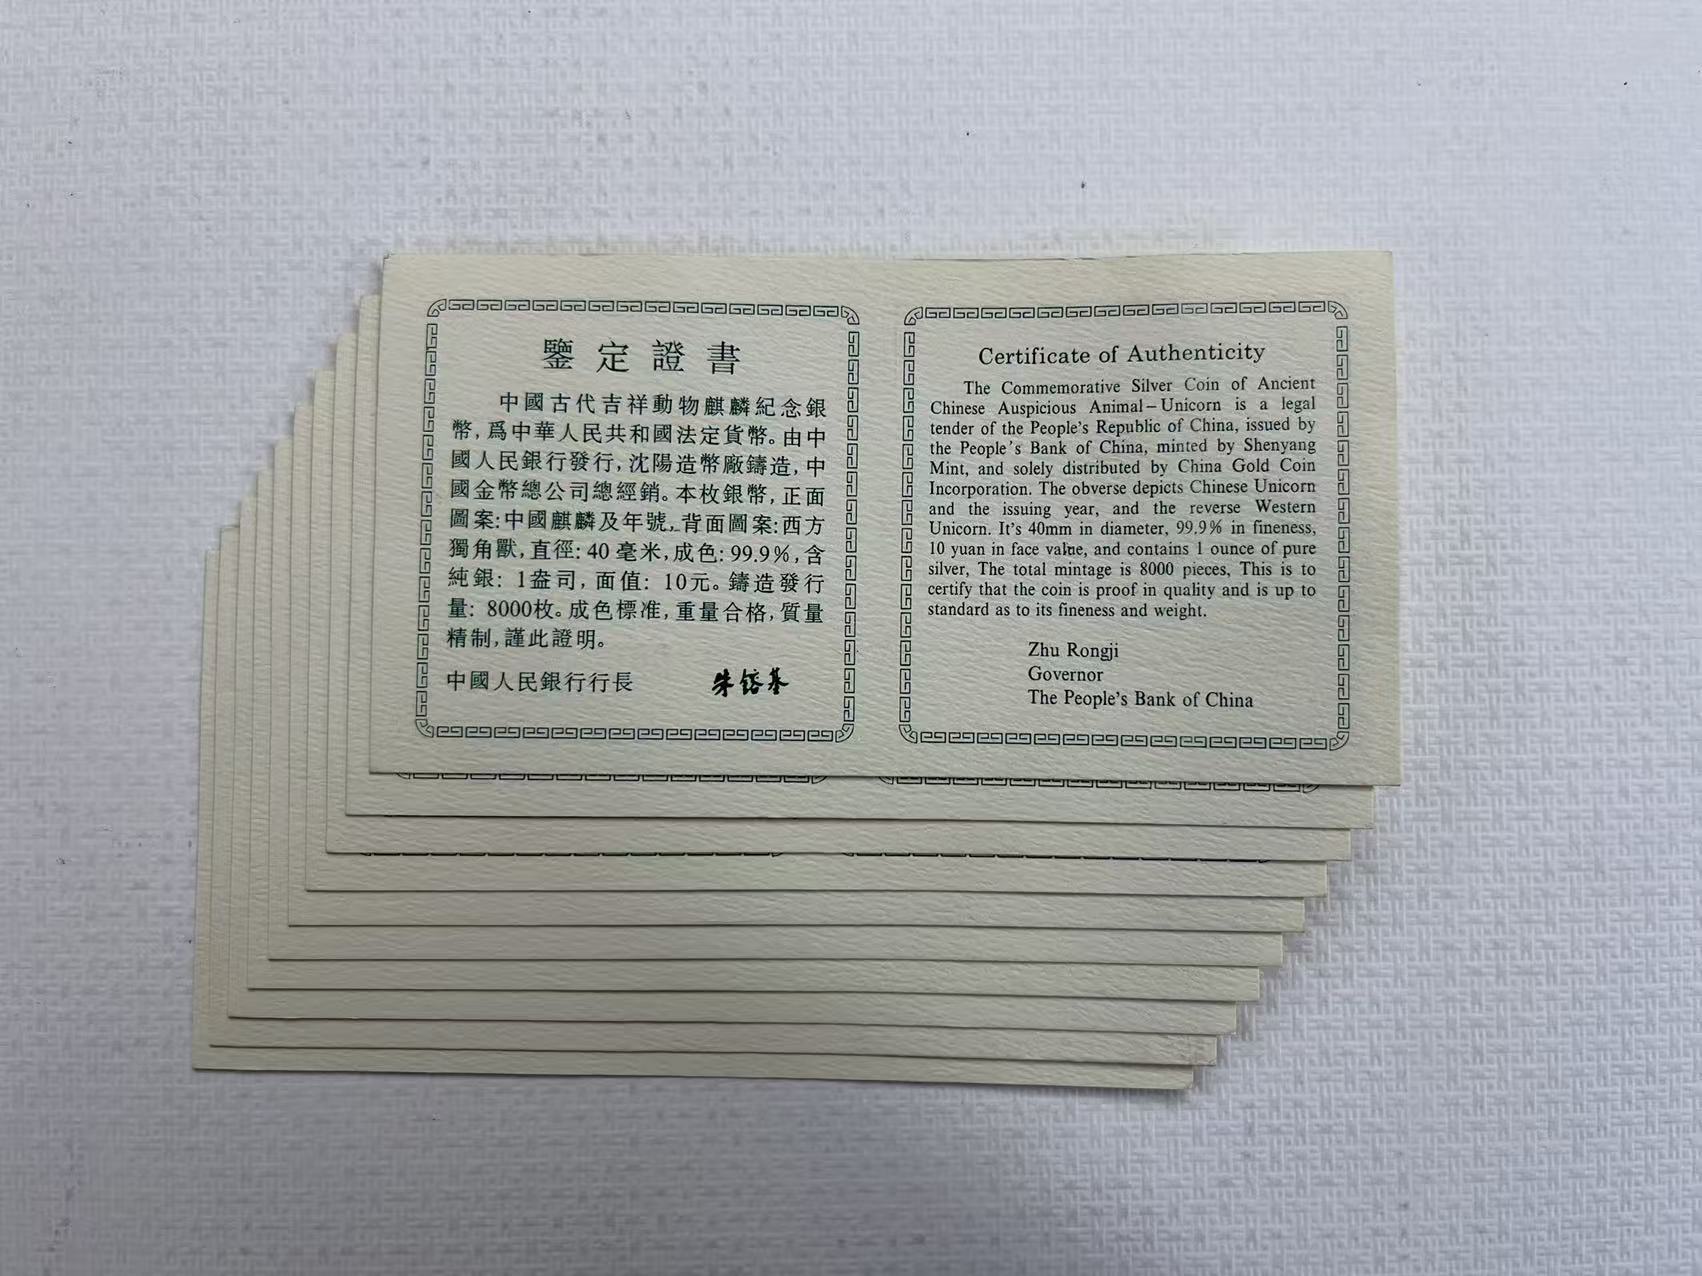 鑒定證書
中國古代吉祥動物麒麟紀念銀
幣,爲中華人民共和國法定貨幣。由中
國人民銀行發行,沈陽造幣廠鑄造,中
國金幣總公司總經銷。本枚銀幣,正面
圖案:中國麒麟及年號,背面圖案:西方
獨角獸,直徑:40毫米,成色:99.9%,含
純銀:1盎司,面值:10元。鑄造發行
量:8000枚。成色標准,重量合格,質量
精制,謹此證明。
中國人民銀行行長 朱鎔基
Certificate of Authenticity
The Commemorative Silver Coin of Ancient
Chinese Auspicious Animal–Unicorn is a legal
tender of the People's Republic of China, issued by
the People's Bank of China, minted by Shenyang
Mint, and solely distributed by China Gold Coin
Incorporation. The obverse depicts Chinese Unicorn
and the issuing year, and the reverse Western
Unicorn. It's 40mm in diameter, 99.9% in fineness,
10 yuan in face value, and contains 1 ounce of pure
silver, The total mintage is 8000 pieces, This is to
certify that the coin is proof in quality and is up to
standard as to its fineness and weight.
Zhu Rongji
Governor
The People's Bank of China